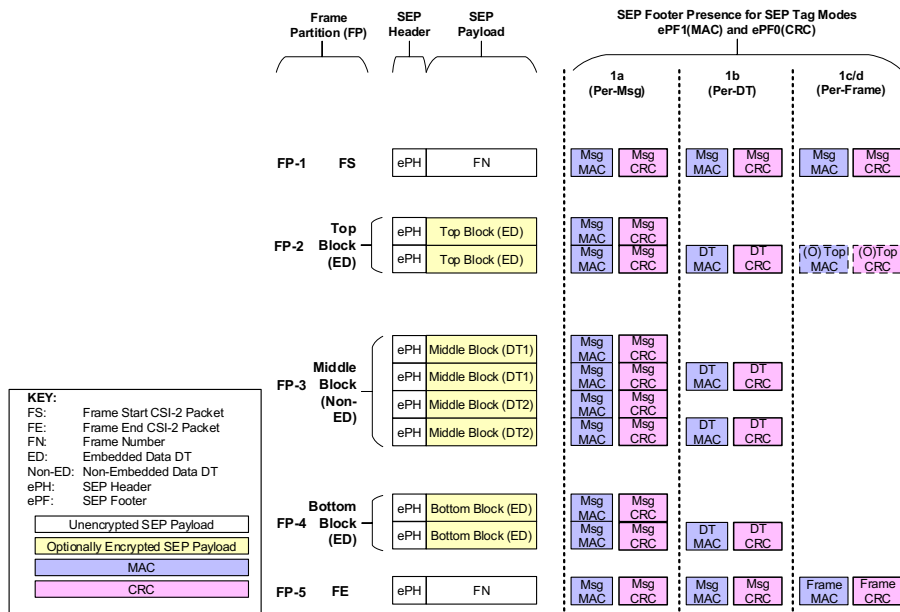 Frame
Partition (FP)
SEP
Header
SEP
Payload
SEP Footer Presence for SEP Tag Modes
ePF1(MAC) and ePF0(CRC)
1a
(Per-Msg)
1b
(Per-DT)
1c/d
(Per-Frame)
FP-1 FS
ePH
FN
Msg
MAC
Msg
CRC
Msg
MAC
Msg
CRC
Msg
MAC
Msg
CRC
FP-2
Top
Block
(ED)
ePH
Top Block (ED)
Msg
MAC
Msg
CRC
ePH
Top Block (ED)
Msg
MAC
Msg
CRC
DT
MAC
DT
CRC
(O) Top
MAC
(O)Top
CRC
FP-3
Middle
Block
(Non-
ED)
ePH
Middle Block (DT1)
Msg
MAC
Msg
CRC
ePH
Middle Block (DT1)
Msg
MAC
Msg
CRC
DT
MAC
DT
CRC
ePH
Middle Block (DT2)
Msg
MAC
Msg
CRC
ePH
Middle Block (DT2)
Msg
MAC
Msg
CRC
DT
MAC
DT
CRC
FP-4
Bottom
Block
(ED)
ePH
Bottom Block (ED)
Msg
MAC
Msg
CRC
ePH
Bottom Block (ED)
Msg
MAC
Msg
CRC
DT
MAC
DT
CRC
FP-5 FE
ePH
FN
Msg
MAC
Msg
CRC
Msg
MAC
Msg
CRC
Frame
MAC
Frame
CRC
KEY:
FS: Frame Start CSI-2 Packet
FE: Frame End CSI-2 Packet
FN: Frame Number
ED: Embedded Data DT
Non-ED: Non-Embedded Data DT
ePH: SEP Header
ePF: SEP Footer
Unencrypted SEP Payload
Optionally Encrypted SEP Payload
MAC
CRC